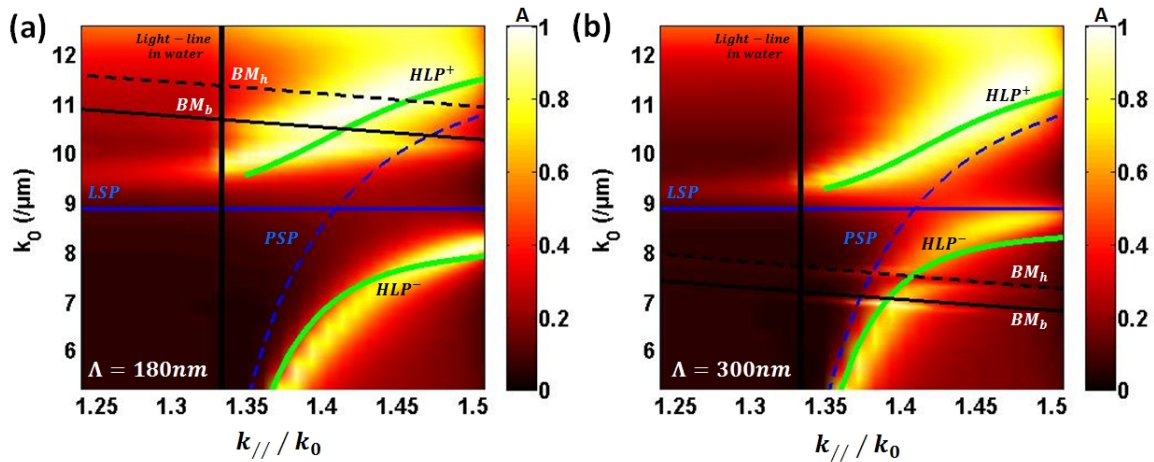 (a)
A
12
11
10
9
8
7
6
k₀ (/μm)
Light − line
in water
BMₕ
BM_b
HLP⁺
LSP
PSP
HLP⁻
Λ = 180nm
1.25
1.3
1.35
1.4
1.45
1.5
k_{//} / k₀
1
0.8
0.6
0.4
0.2
0
(b)
A
12
11
10
9
8
7
6
k₀ (/μm)
Light − line
in water
HLP⁺
LSP
PSP
HLP⁻
BMₕ
BM_b
Λ = 300nm
1.25
1.3
1.35
1.4
1.45
1.5
k_{//} / k₀
1
0.8
0.6
0.4
0.2
0